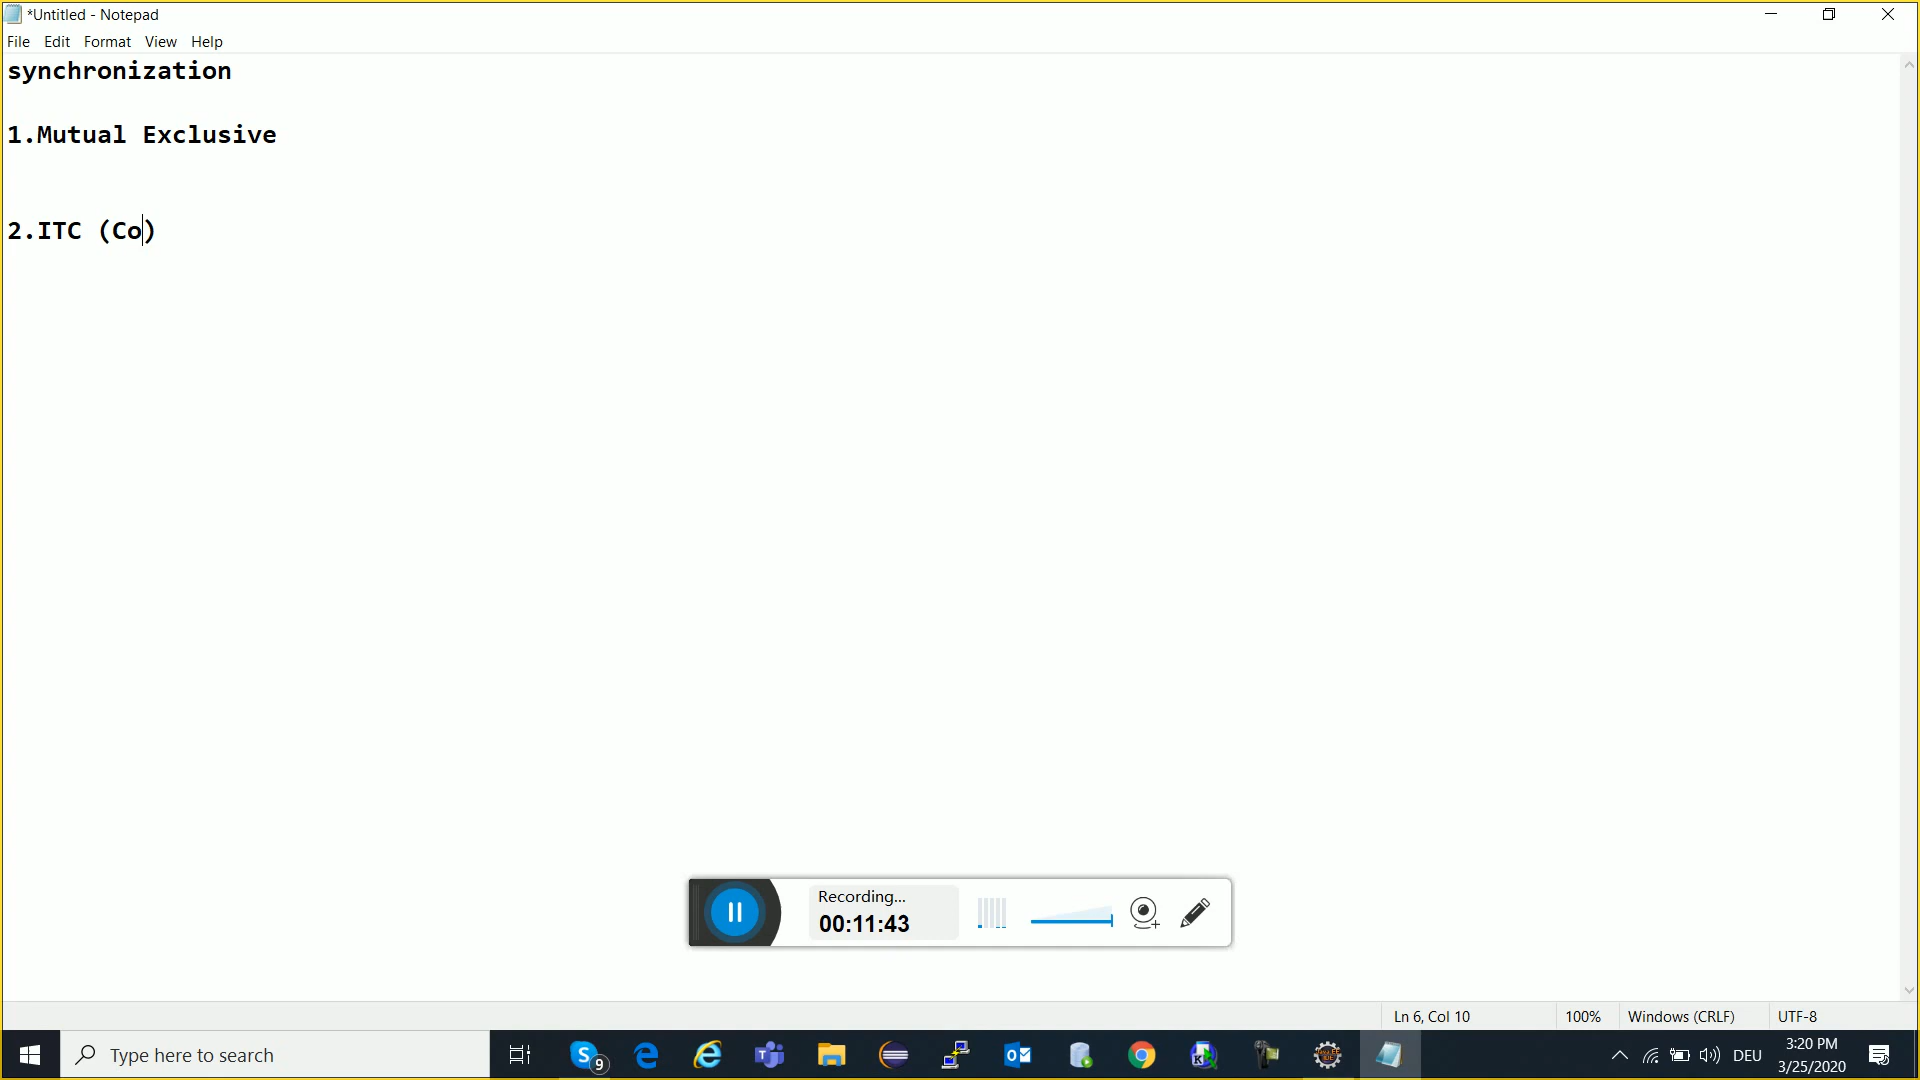 *Untitled - Notepad
File Edit Format View Help
synchronization
1.Mutual Exclusive
2.ITC (Co)
Recording...
00:11:43
Ln 6, Col 10 100% Windows (CRLF) UTF-8
Type here to search
9
DEU
3:20 PM
3/25/2020